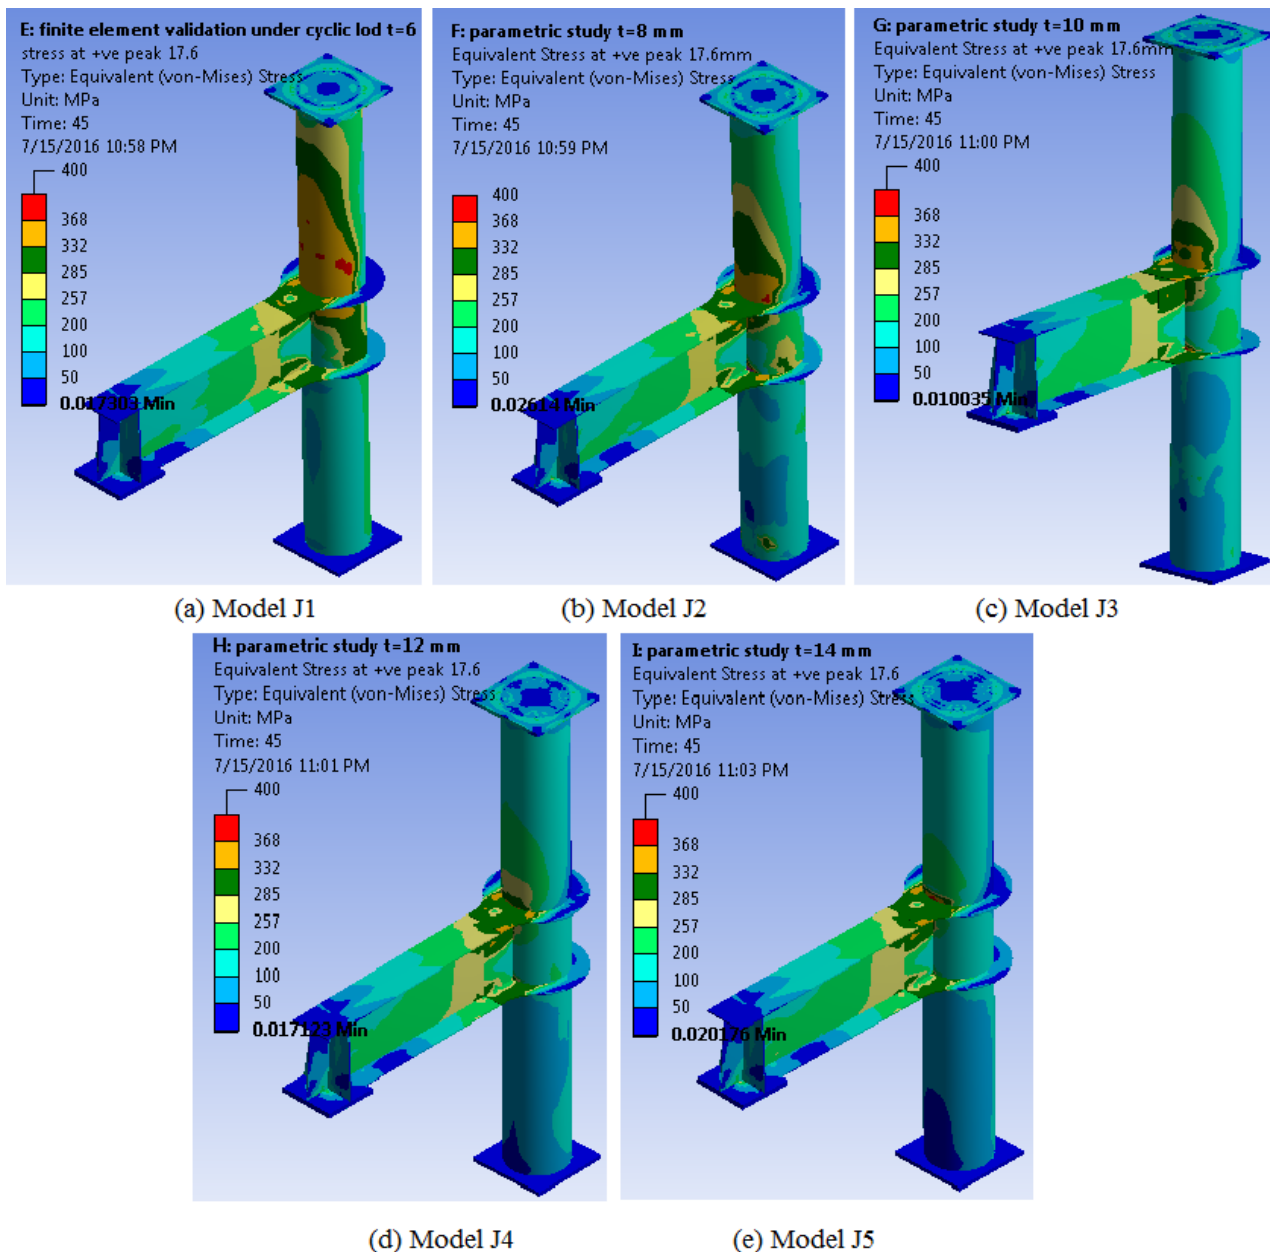 E: finite element validation under cyclic lod t=6
stress at +ve peak 17.6
Type: Equivalent (von-Mises) Stress
Unit: MPa
Time: 45
7/15/2016 10:58 PM
400
368
332
285
257
200
100
50
0.017303 Min
F: parametric study t=8 mm
Equivalent Stress at +ve peak 17.6mm
Type: Equivalent (von-Mises) Stress
Unit: MPa
Time: 45
7/15/2016 10:59 PM
400
368
332
285
257
200
100
50
0.02614 Min
G: parametric study t=10 mm
Equivalent Stress at +ve peak 17.6mm
Type: Equivalent (von-Mises) Stress
Unit: MPa
Time: 45
7/15/2016 11:00 PM
400
368
332
285
257
200
100
50
0.010035 Min
(a) Model J1
(b) Model J2
(c) Model J3
H: parametric study t=12 mm
Equivalent Stress at +ve peak 17.6
Type: Equivalent (von-Mises) Stress
Unit: MPa
Time: 45
7/15/2016 11:01 PM
400
368
332
285
257
200
100
50
0.017123 Min
I: parametric study t=14 mm
Equivalent Stress at +ve peak 17.6
Type: Equivalent (von-Mises) Stress
Unit: MPa
Time: 45
7/15/2016 11:03 PM
400
368
332
285
257
200
100
50
0.020176 Min
(d) Model J4
(e) Model J5